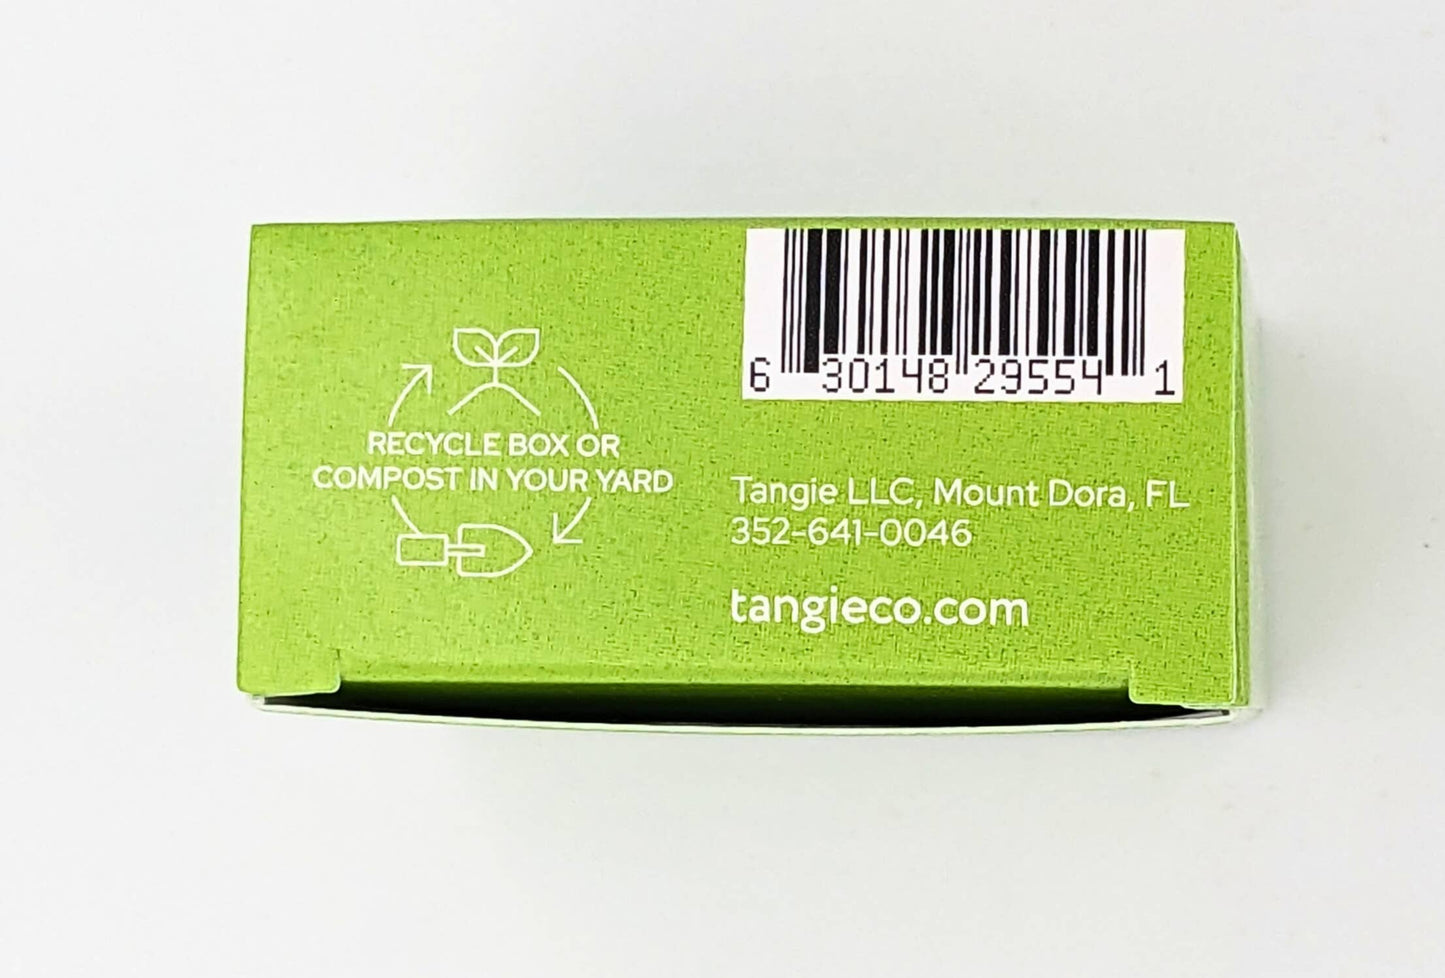 RECYCLE BOX OR
COMPOST IN YOUR YARD
6 30148 29554 1
Tangie LLC, Mount Dora, FL
352-641-0046
tangieco.com